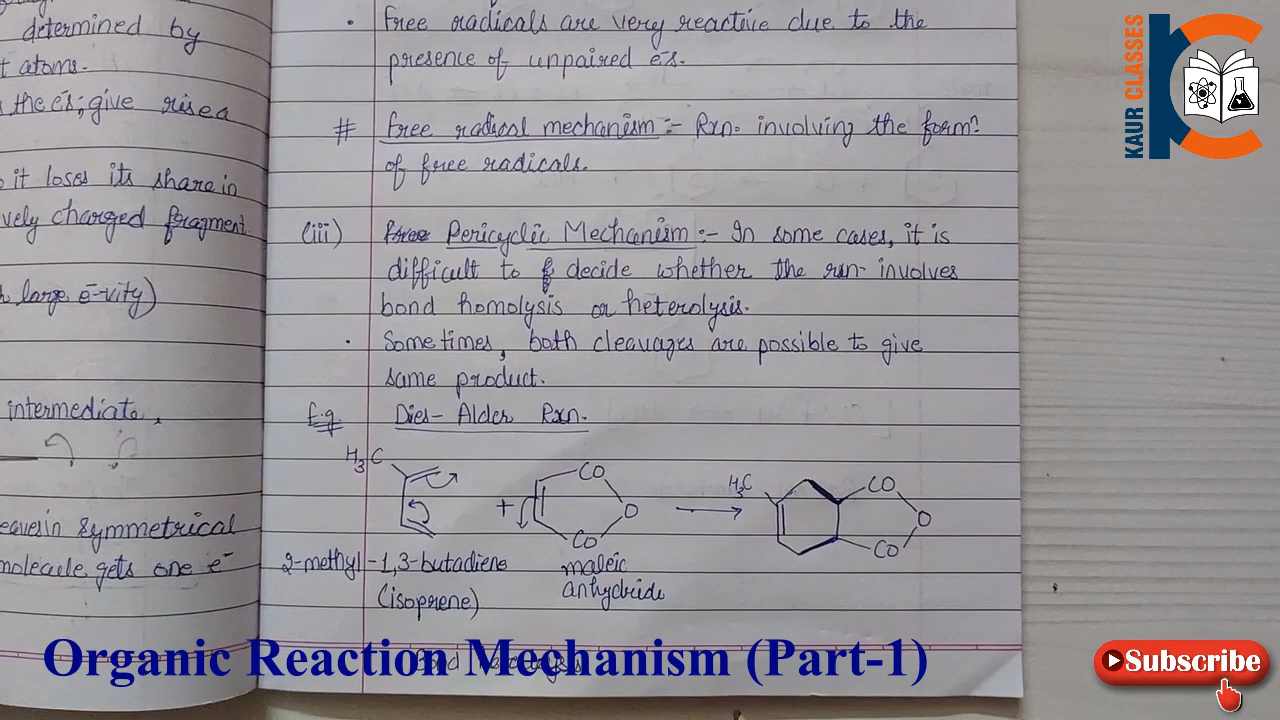 determined by
t atoms.
the ēs; give rise a
it loses its share in
vely charged fragment.
large ē-vity)
intermediate,
in symmetrical
molecule gets one ē
• free radicals are very reactive due to the
presence of unpaired ēs.
# free radical mechanism :- Rxn. involving the formⁿ
of free radicals.
(iii) free Pericyclic Mechanism :- In some cases, it is
difficult to decide whether the rxn- involves
bond homolysis or heterolysis.
• Sometimes, both cleavages are possible to give
same product.
E.g. Dies-Alder Rxn.
H₃C
CO
+
O
CO
H₃C
CO
O
CO
2-methyl-1,3-butadiene
(isoprene)
maleic
anhydride
Organic Reaction Mechanism (Part-1)
KAUR CLASSES
Subscribe